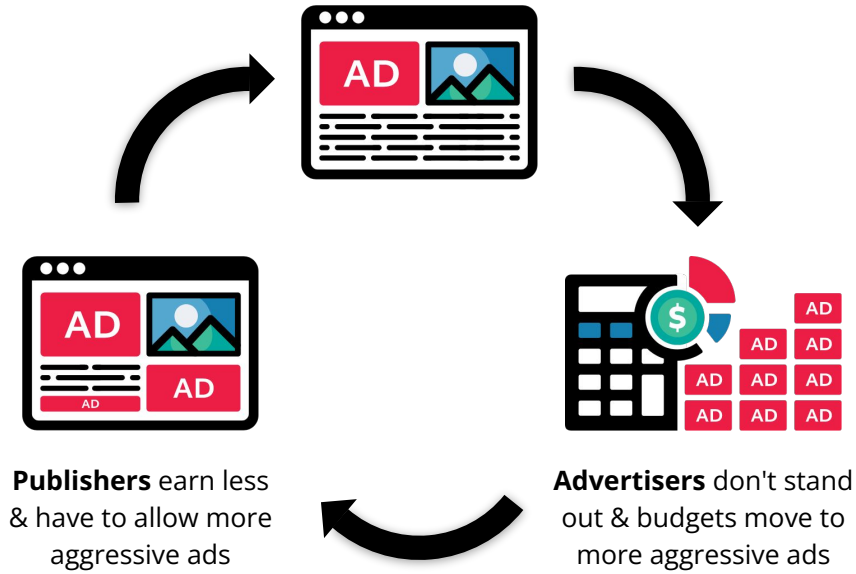 AD
AD
AD
AD
$
AD
AD AD
AD AD AD
AD AD AD
Publishers earn less
& have to allow more
aggressive ads
Advertisers don't stand
out & budgets move to
more aggressive ads